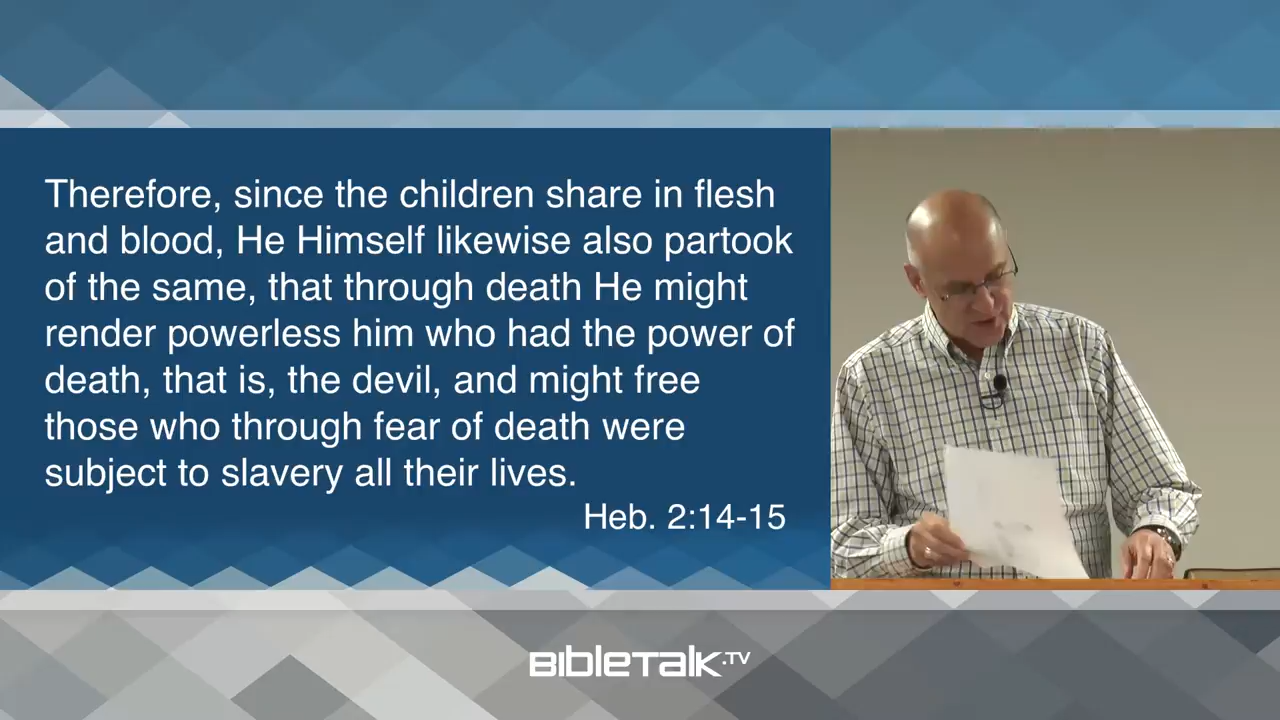 Therefore, since the children share in flesh
and blood, He Himself likewise also partook
of the same, that through death He might
render powerless him who had the power of
death, that is, the devil, and might free
those who through fear of death were
subject to slavery all their lives.
Heb. 2:14-15
BIBLETALK.TV